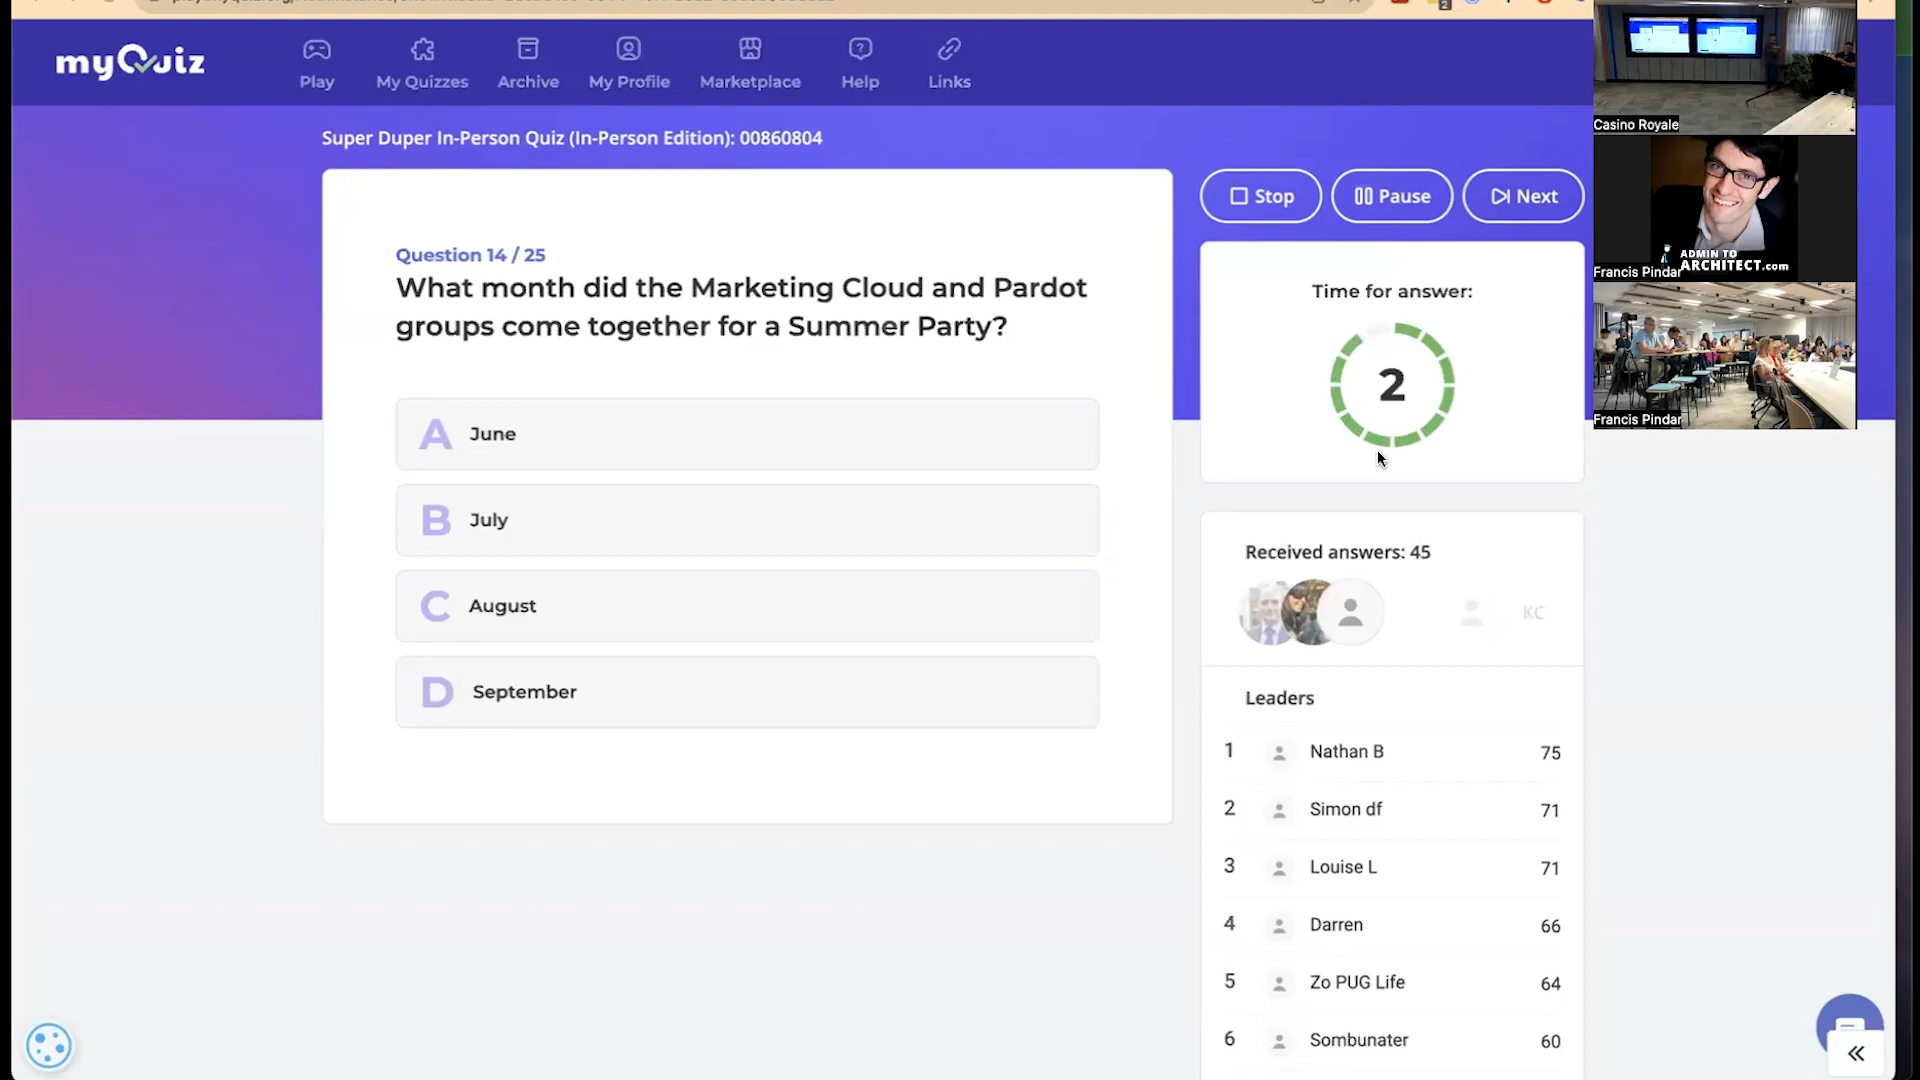 myQuiz
Play
My Quizzes
Archive
My Profile
Marketplace
Help
Links
2
Casino Royale
Super Duper In-Person Quiz (In-Person Edition): 00860804
Stop
Pause
Next
ADMIN TO
ARCHITECT.com
Francis Pindar
Question 14 / 25
What month did the Marketing Cloud and Pardot
groups come together for a Summer Party?
Time for answer:
2
Francis Pindar
A June
B July
C August
D September
Received answers: 45
KC
Leaders
1 Nathan B 75
2 Simon df 71
3 Louise L 71
4 Darren 66
5 Zo PUG Life 64
6 Sombunater 60